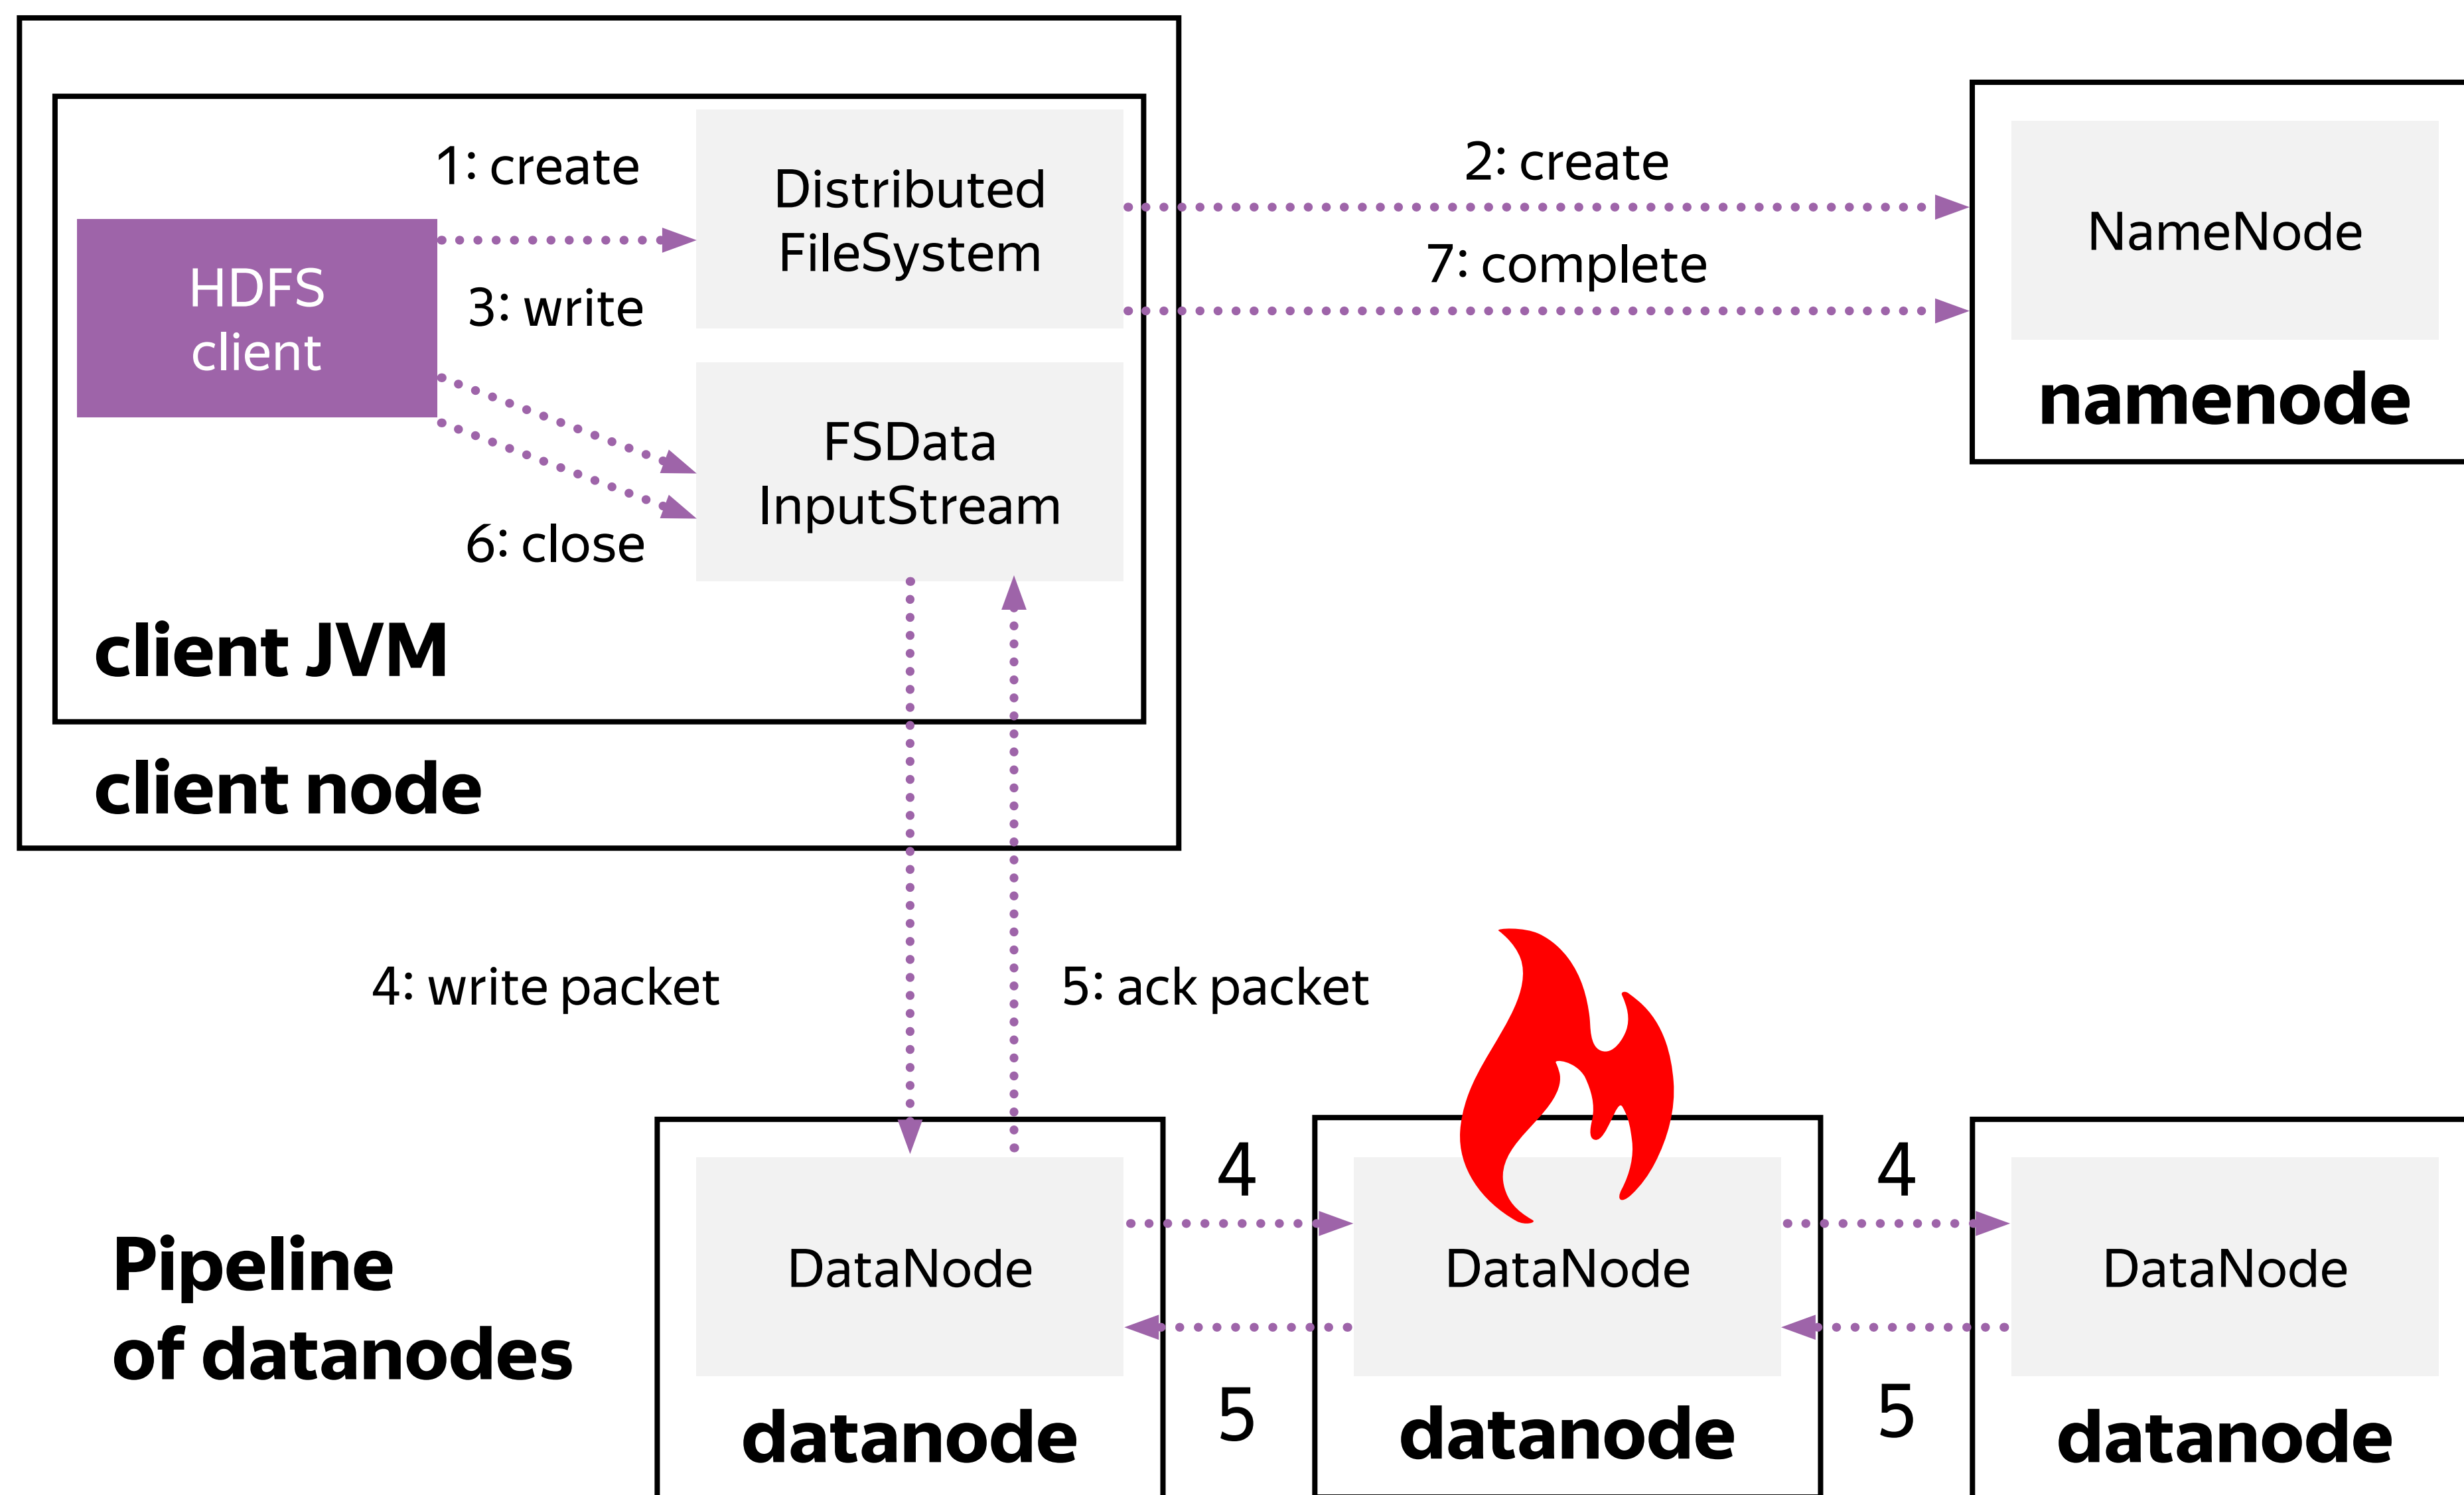 1: create
Distributed
FileSystem
2: create
NameNode
7: complete
namenode
HDFS
client
3: write
FSData
InputStream
6: close
client JVM
client node
4: write packet
5: ack packet
4
4
DataNode
DataNode
DataNode
Pipeline
of datanodes
5
5
datanode
datanode
datanode